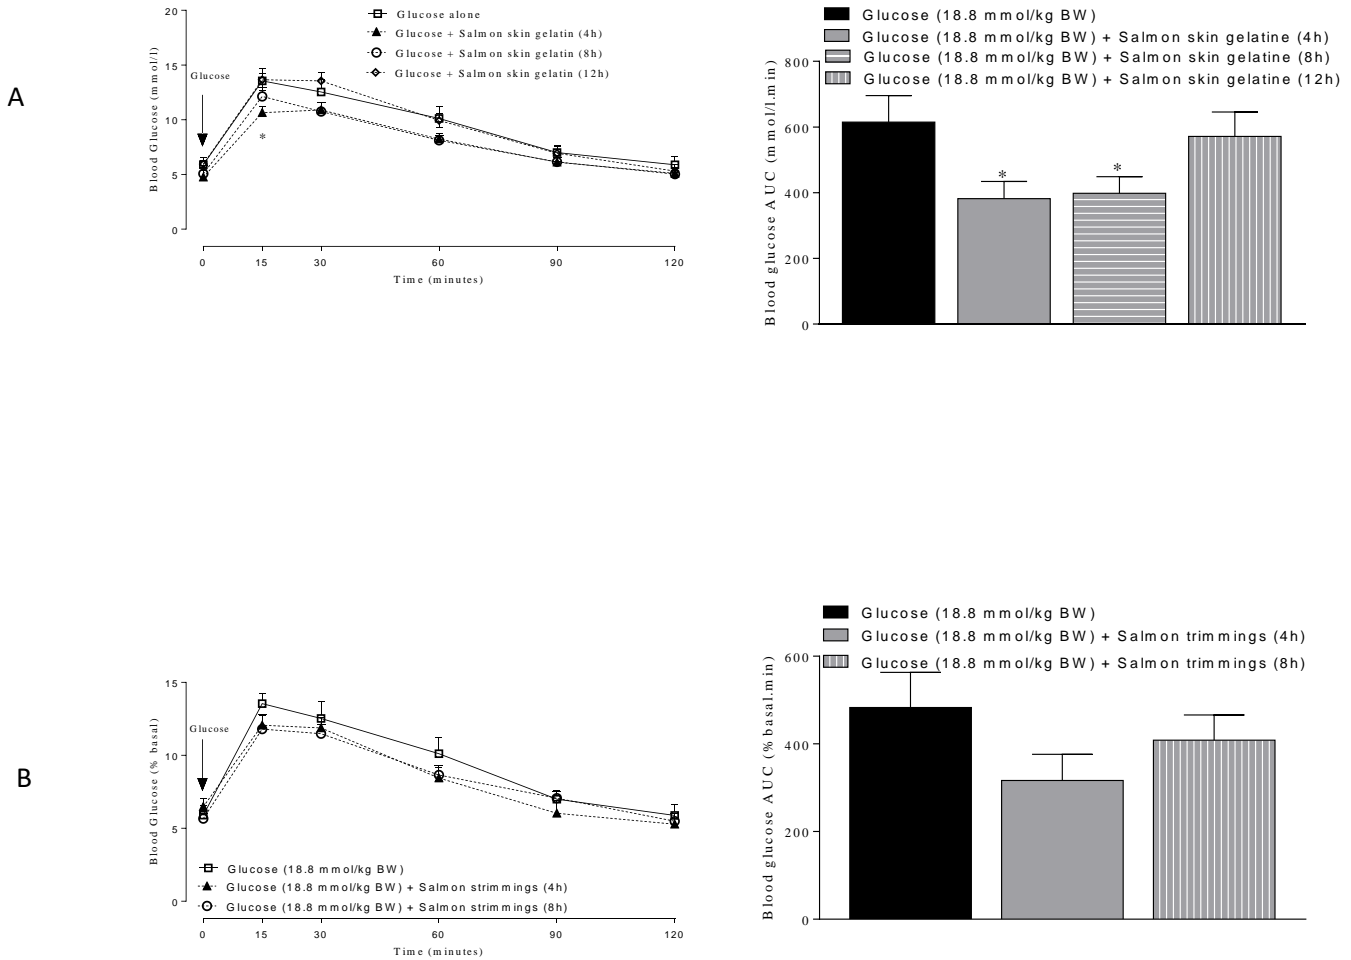 A
Glucose alone
Glucose + Salmon skin gelatin (4h)
Glucose + Salmon skin gelatin (8h)
Glucose + Salmon skin gelatin (12h)
Blood Glucose (mmol/l)
20
15
10
5
0
Glucose
*
0 15 30 60 90 120
Time (minutes)
Glucose (18.8 mmol/kg BW)
Glucose (18.8 mmol/kg BW) + Salmon skin gelatine (4h)
Glucose (18.8 mmol/kg BW) + Salmon skin gelatine (8h)
Glucose (18.8 mmol/kg BW) + Salmon skin gelatine (12h)
Blood glucose AUC (mmol/l.min)
800
600
400
200
0
* *
B
Blood Glucose (% basal)
15
10
5
0
Glucose
Glucose (18.8 mmol/kg BW)
Glucose (18.8 mmol/kg BW) + Salmon strimmings (4h)
Glucose (18.8 mmol/kg BW) + Salmon strimmings (8h)
0 15 30 60 90 120
Time (minutes)
Glucose (18.8 mmol/kg BW)
Glucose (18.8 mmol/kg BW) + Salmon trimmings (4h)
Glucose (18.8 mmol/kg BW) + Salmon trimmings (8h)
Blood glucose AUC (% basal.min)
600
400
200
0